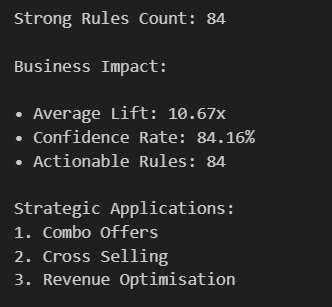 Strong Rules Count: 84
Business Impact:
• Average Lift: 10.67x
• Confidence Rate: 84.16%
• Actionable Rules: 84
Strategic Applications:
1. Combo Offers
2. Cross Selling
3. Revenue Optimisation